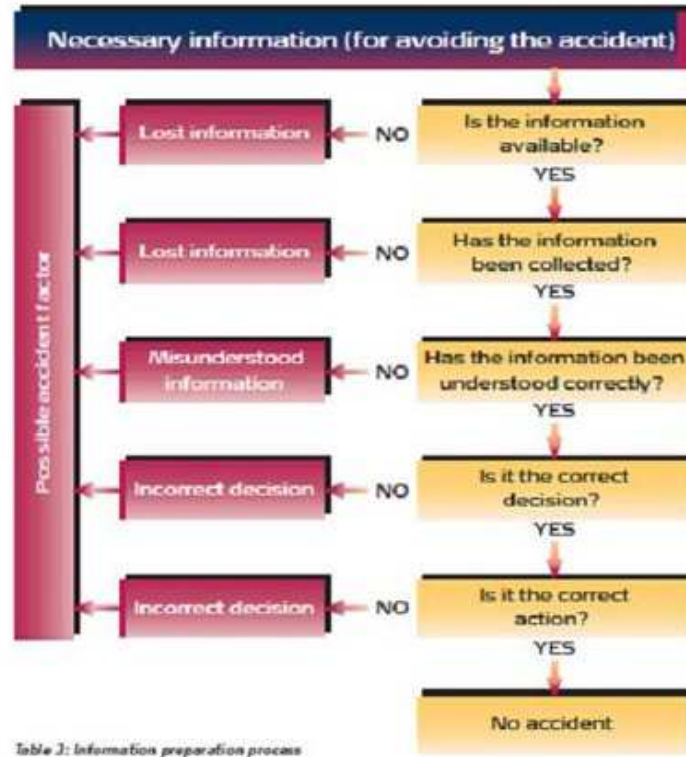 Necessary information (for avoiding the accident)
Possible accident factor
Lost information
NO
Is the information
available?
YES
Lost information
NO
Has the information
been collected?
YES
Misunderstood
information
NO
Has the information been
understood correctly?
YES
Incorrect decision
NO
Is it the correct
decision?
YES
Incorrect decision
NO
Is it the correct
action?
YES
No accident
Table 3: Information preparation process